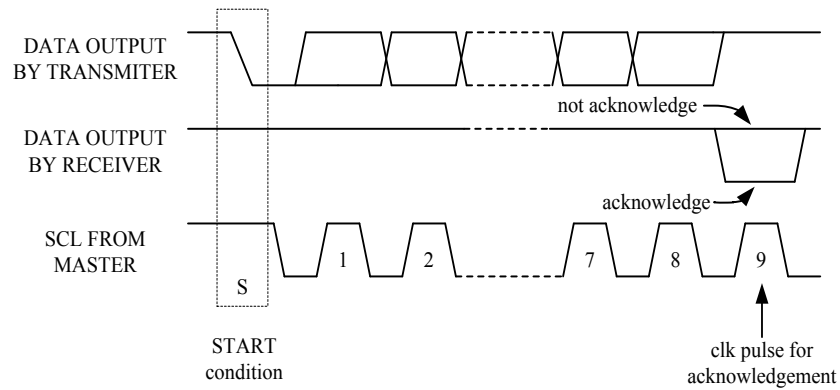 DATA OUTPUT
BY TRANSMITER
not acknowledge
DATA OUTPUT
BY RECEIVER
acknowledge
SCL FROM
MASTER
1
2
7
8
9
S
START
condition
clk pulse for
acknowledgement